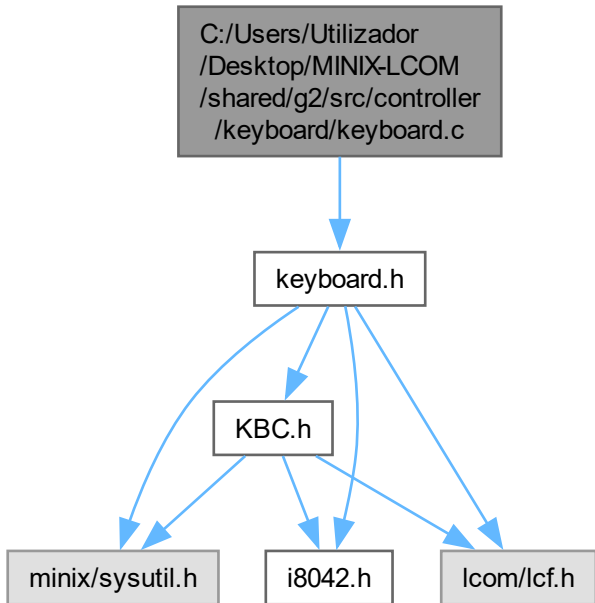 C:/Users/Utilizador
/Desktop/MINIX-LCOM
/shared/g2/src/controller
/keyboard/keyboard.c
keyboard.h
KBC.h
minix/sysutil.h
i8042.h
lcom/lcf.h